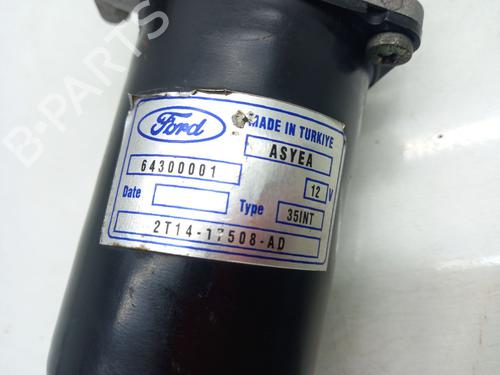 B-PARTS
Ford
MADE IN TURKIYE
ASYEA
64300001
12 V
Date
Type 35INT
2T14-17508-AD